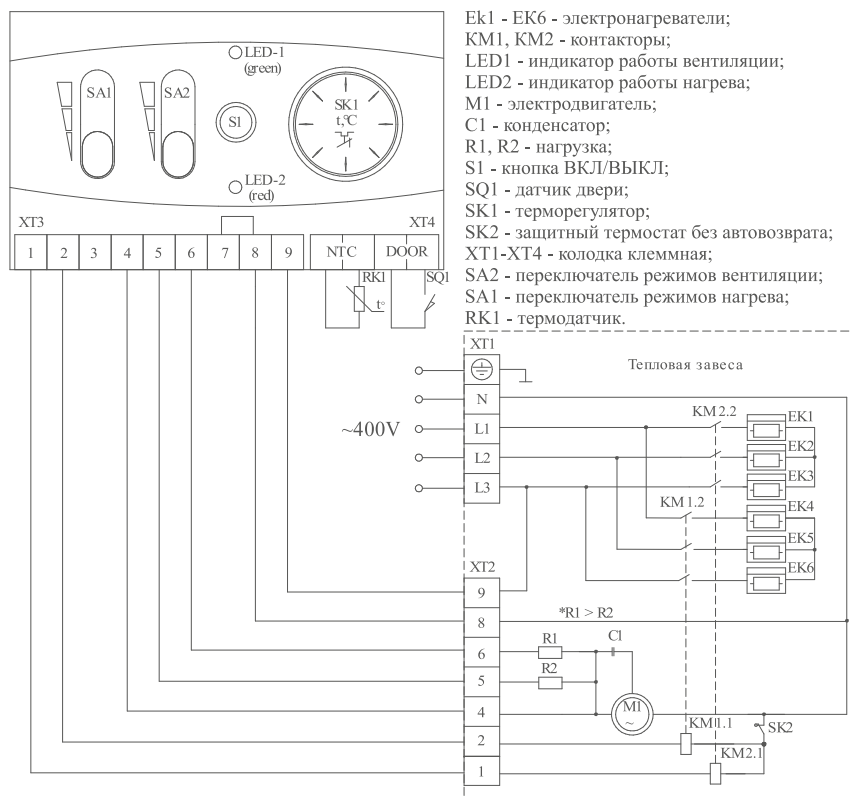 Ek1 - EK6 - электронагреватели;
KM1, KM2 - контакторы;
LED1 - индикатор работы вентиляции;
LED2 - индикатор работы нагрева;
M1 - электродвигатель;
C1 - конденсатор;
R1, R2 - нагрузка;
S1 - кнопка ВКЛ/ВЫКЛ;
SQ1 - датчик двери;
SK1 - терморегулятор;
SK2 - защитный термостат без автовозврата;
XT1-XT4 - колодка клеммная;
SA2 - переключатель режимов вентиляции;
SA1 - переключатель режимов нагрева;
RK1 - термодатчик.
LED-1
(green)
SA1
SA2
S1
SK1
t,°C
LED-2
(red)
XT3
XT4
1 2 3 4 5 6 7 8 9
NTC
DOOR
RK1
SQ1
t°
XT1
Тепловая завеса
N
~400V
L1
L2
L3
KM2.2
EK1
EK2
EK3
KM1.2
EK4
EK5
EK6
XT2
9
8
*R1 > R2
6
R1
C1
5
R2
4
M1
~
2
KM1.1
SK2
1
KM2.1